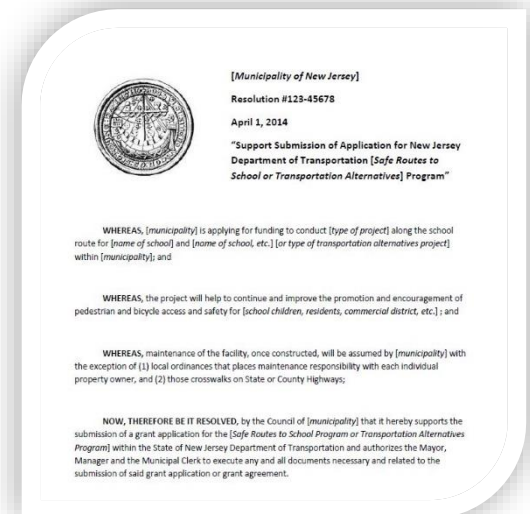 [Municipality of New Jersey]
Resolution #123-45678
April 1, 2014
“Support Submission of Application for New Jersey
Department of Transportation [Safe Routes to
School or Transportation Alternatives] Program”
WHEREAS, [municipality] is applying for funding to conduct [type of project] along the school
route for [name of school] and [name of school, etc.] [or type of transportation alternatives project]
within [municipality]; and
WHEREAS, the project will help to continue and improve the promotion and encouragement of
pedestrian and bicycle access and safety for [school children, residents, commercial district, etc.] ; and
WHEREAS, maintenance of the facility, once constructed, will be assumed by [municipality] with
the exception of (1) local ordinances that places maintenance responsibility with each individual
property owner, and (2) those crosswalks on State or County Highways;
NOW, THEREFORE BE IT RESOLVED, by the Council of [municipality] that it hereby supports the
submission of a grant application for the [Safe Routes to School Program or Transportation Alternatives
Program] within the State of New Jersey Department of Transportation and authorizes the Mayor,
Manager and the Municipal Clerk to execute any and all documents necessary and related to the
submission of said grant application or grant agreement.